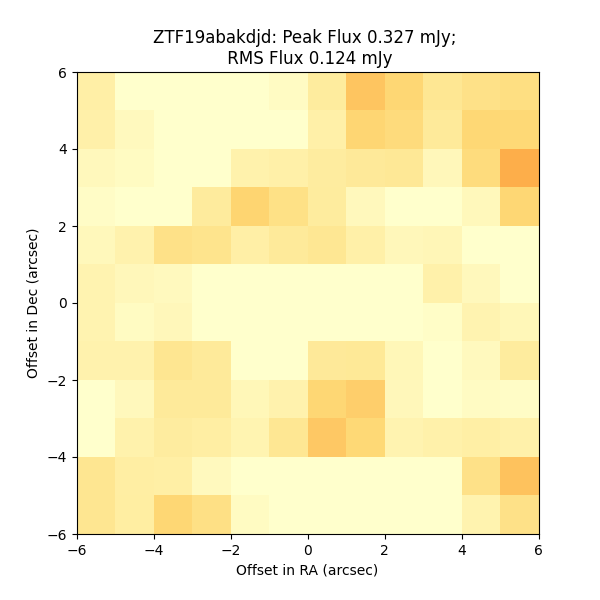 ZTF19abakdjd: Peak Flux 0.327 mJy;
RMS Flux 0.124 mJy
6
4
2
0
−2
−4
−6
Offset in Dec (arcsec)
−6 −4 −2 0 2 4 6
Offset in RA (arcsec)